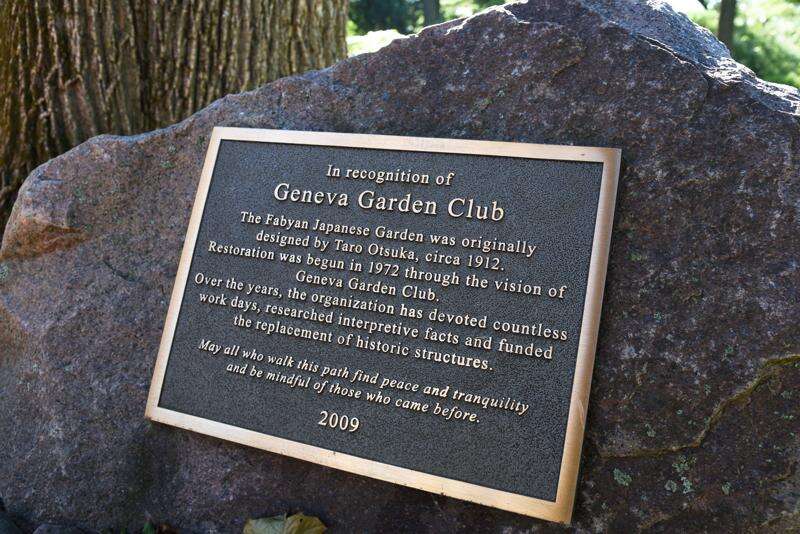 In recognition of
Geneva Garden Club
The Fabyan Japanese Garden was originally
designed by Taro Otsuka, circa 1912.
Restoration was begun in 1972 through the vision of
Geneva Garden Club.
Over the years, the organization has devoted countless
work days, researched interpretive facts and funded
the replacement of historic structures.
May all who walk this path find peace and tranquility
and be mindful of those who came before.
2009